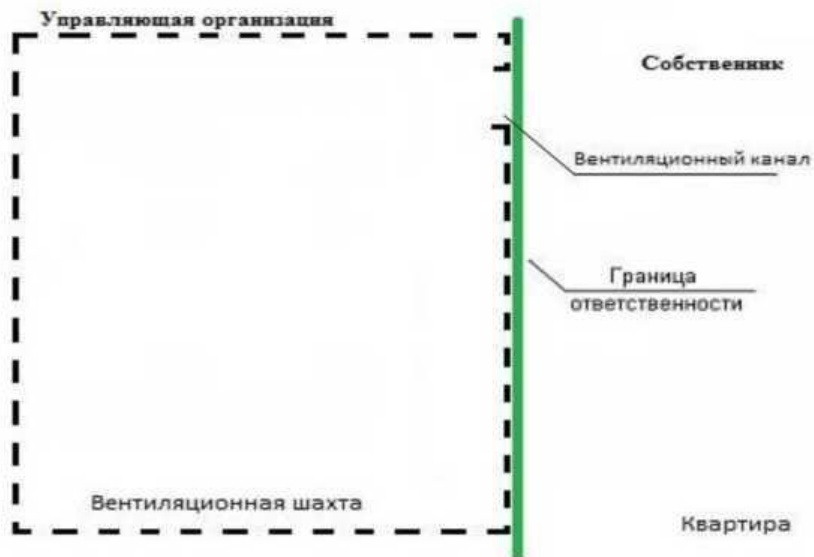 Управляющая организация
Собственник
Вентиляционный канал
Граница
ответственности
Вентиляционная шахта
Квартира